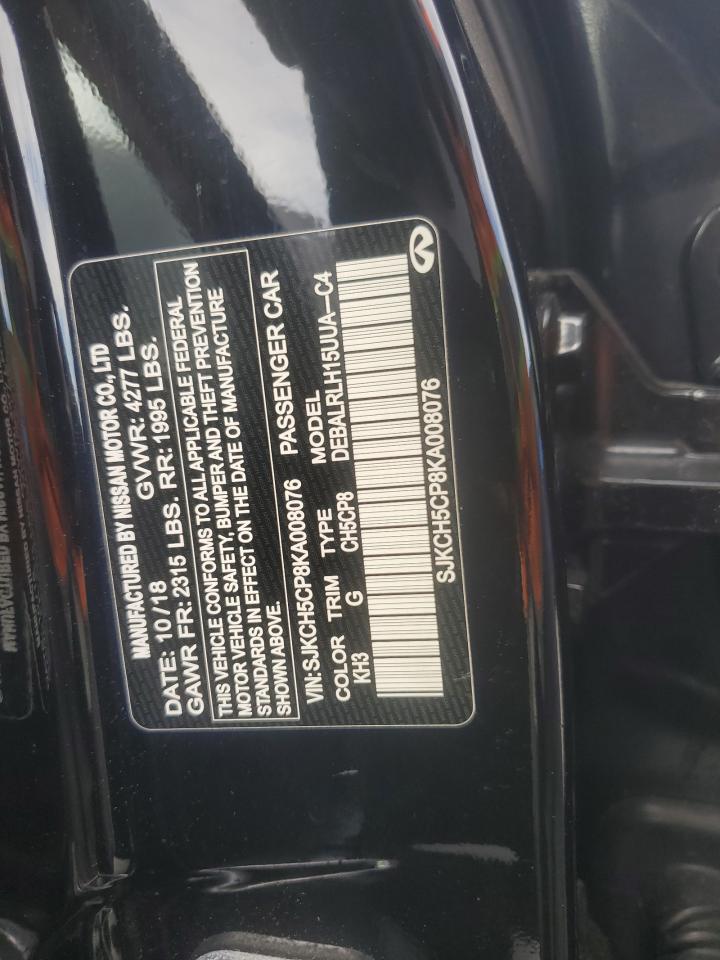 MANUFACTURED BY NISSAN MOTOR CO., LTD
DATE: 10/18 GVWR: 4277 LBS.
GAWR FR: 2315 LBS. RR: 1995 LBS.
THIS VEHICLE CONFORMS TO ALL APPLICABLE FEDERAL
MOTOR VEHICLE SAFETY, BUMPER AND THEFT PREVENTION
STANDARDS IN EFFECT ON THE DATE OF MANUFACTURE
SHOWN ABOVE.
VIN:SJKCH5CP8KA008076 PASSENGER CAR
COLOR TRIM TYPE MODEL
KH3 G CH5CP8 DEBALRLH15UUA-C4
SJKCH5CP8KA008076